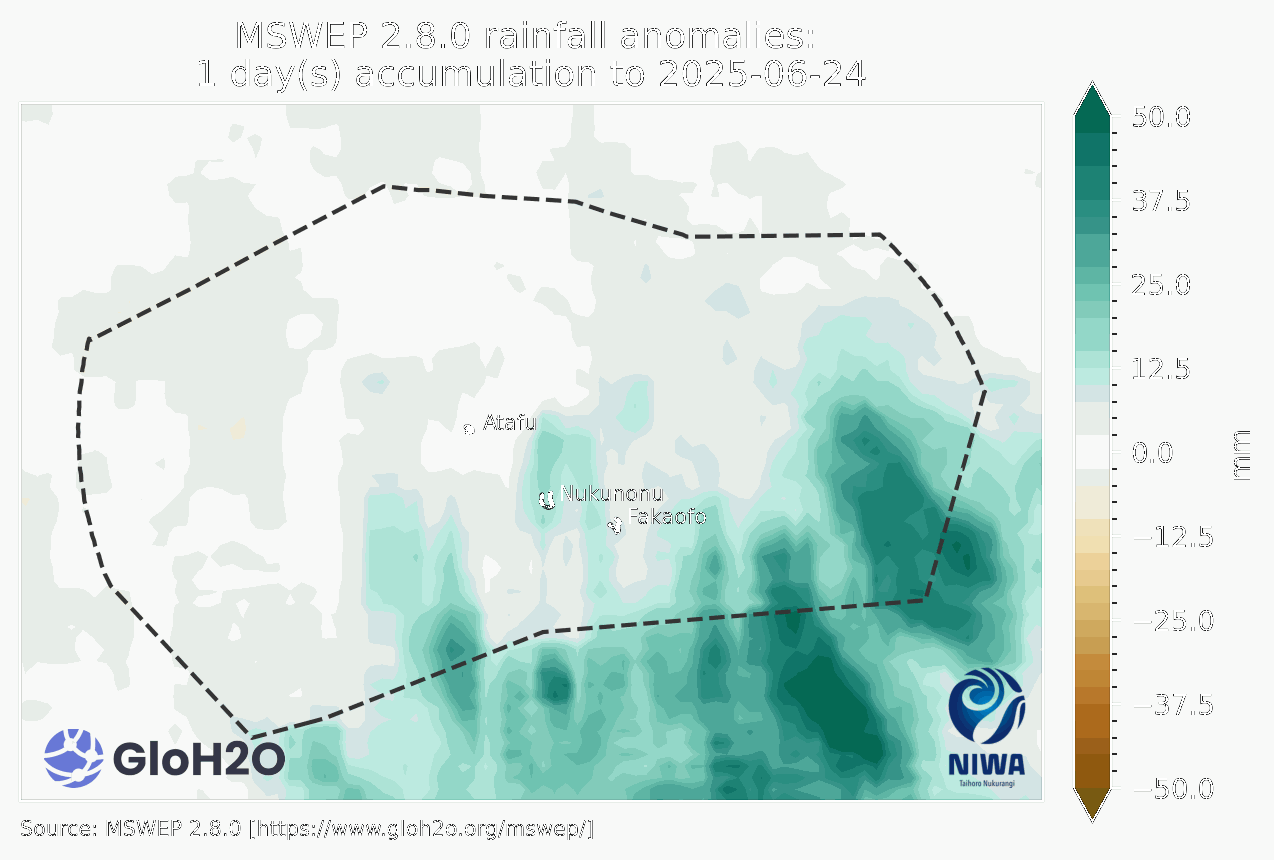 MSWEP 2.8.0 rainfall anomalies:
1 day(s) accumulation to 2025-06-24
50.0
37.5
25.0
12.5
0.0
−12.5
−25.0
−37.5
−50.0
mm
Atafu
Nukunonu
Fakaofo
GloH2O
NIWA
Taihoro Nukurangi
Source: MSWEP 2.8.0 [https://www.gloh2o.org/mswep/]